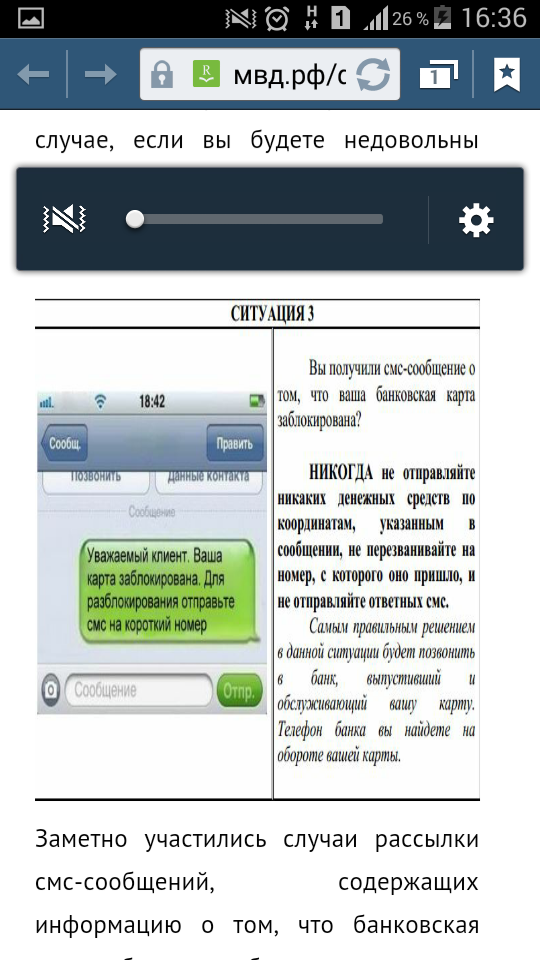 26 % 16:36
R мвд.рф/с 1
случае, если вы будете недовольны
СИТУАЦИЯ 3
18:42
Сообщ. Править
Позвонить Данные контакта
Сообщение
Уважаемый клиент. Ваша
карта заблокирована. Для
разблокирования отправьте
смс на короткий номер
Сообщение Отпр.
Вы получили смс-сообщение о
том, что ваша банковская карта
заблокирована?
НИКОГДА не отправляйте
никаких денежных средств по
координатам, указанным в
сообщении, не перезванивайте на
номер, с которого оно пришло, и
не отправляйте ответных смс.
Самым правильным решением
в данной ситуации будет позвонить
в банк, выпустивший и
обслуживающий вашу карту.
Телефон банка вы найдете на
обороте вашей карты.
Заметно участились случаи рассылки
смс-сообщений, содержащих
информацию о том, что банковская